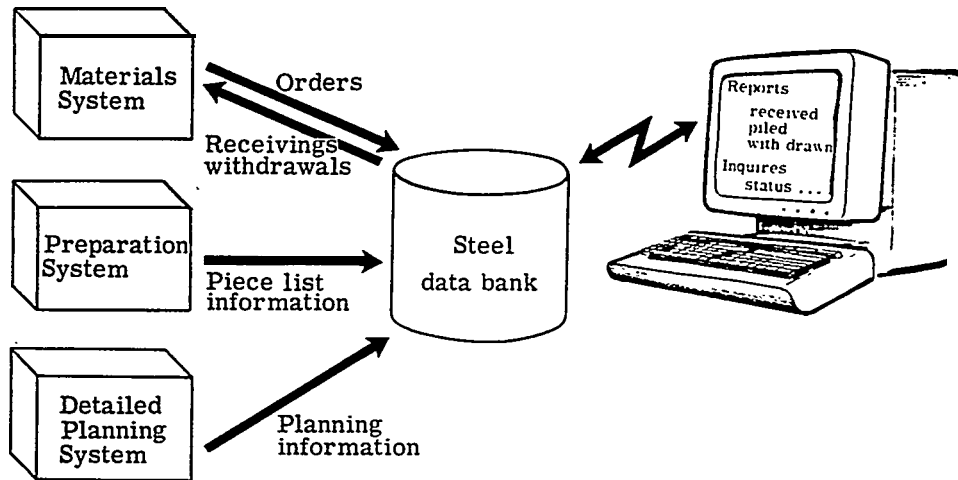 Materials
System
Orders
Receivings
withdrawals
Preparation
System
Piece list
information
Detailed
Planning
System
Planning
information
Steel
data bank
Reports
received
piled
with drawn
Inquires
status ...